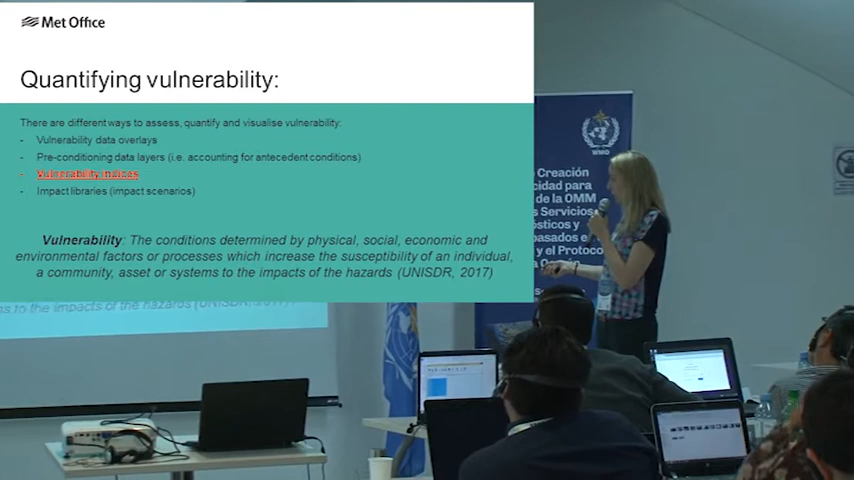 Met Office
Quantifying vulnerability:
There are different ways to assess, quantify and visualise vulnerability:
- Vulnerability data overlays
- Pre-conditioning data layers (i.e. accounting for antecedent conditions)
- Vulnerability indices
- Impact libraries (impact scenarios)
Vulnerability: The conditions determined by physical, social, economic and
environmental factors or processes which increase the susceptibility of an individual,
a community, asset or systems to the impacts of the hazards (UNISDR, 2017)
ns to the impacts of the hazards (UNISDR, 2017)
WMO
Creación
cidad para
de la OMM
s Servicios
ósticos y
asados e
y el Protoco